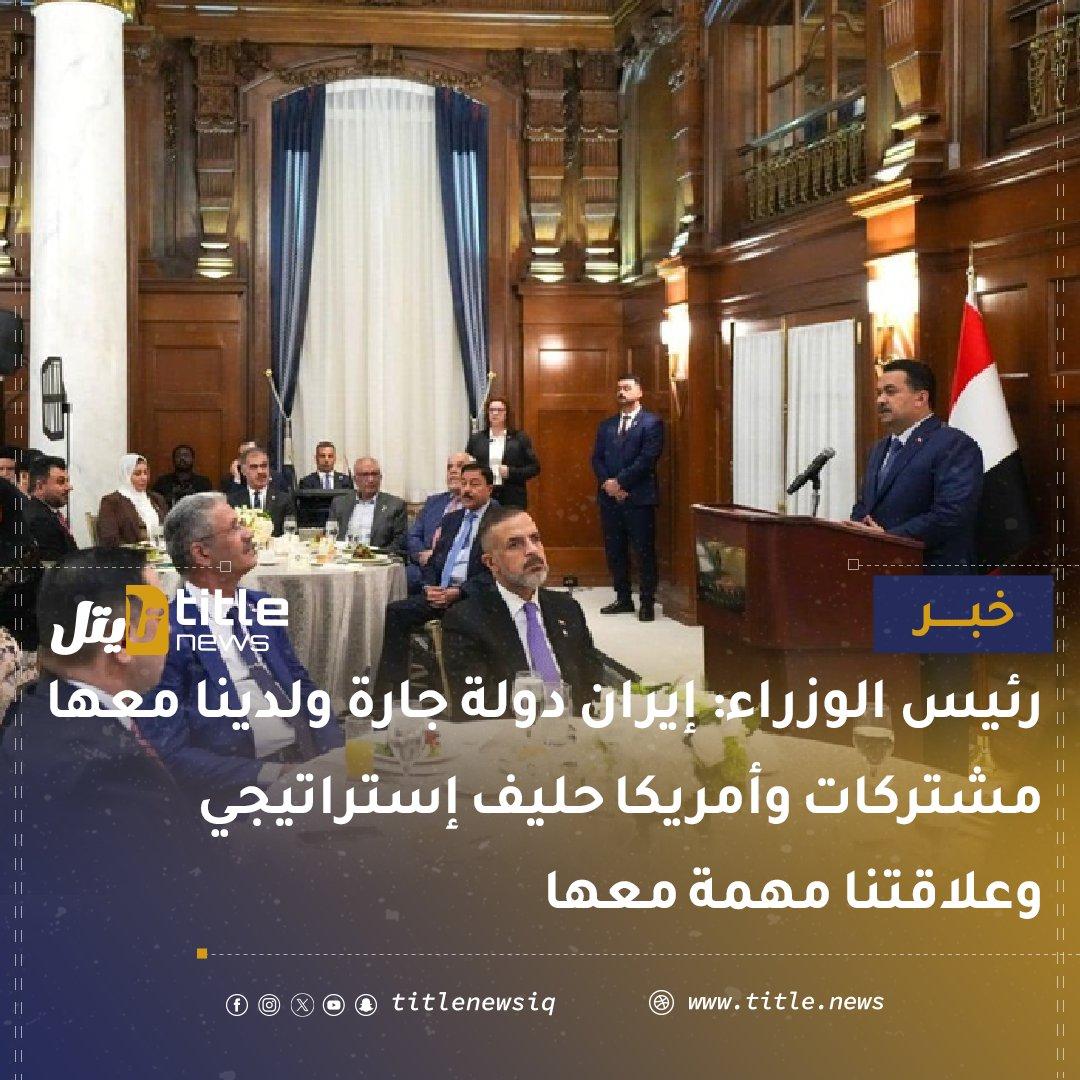 تايتل title
news
خبر
رئيس الوزراء: إيران دولة جارة ولدينا معها
مشتركات وأمريكا حليف إستراتيجي
وعلاقتنا مهمة معها
titlenewsiq
www.title.news